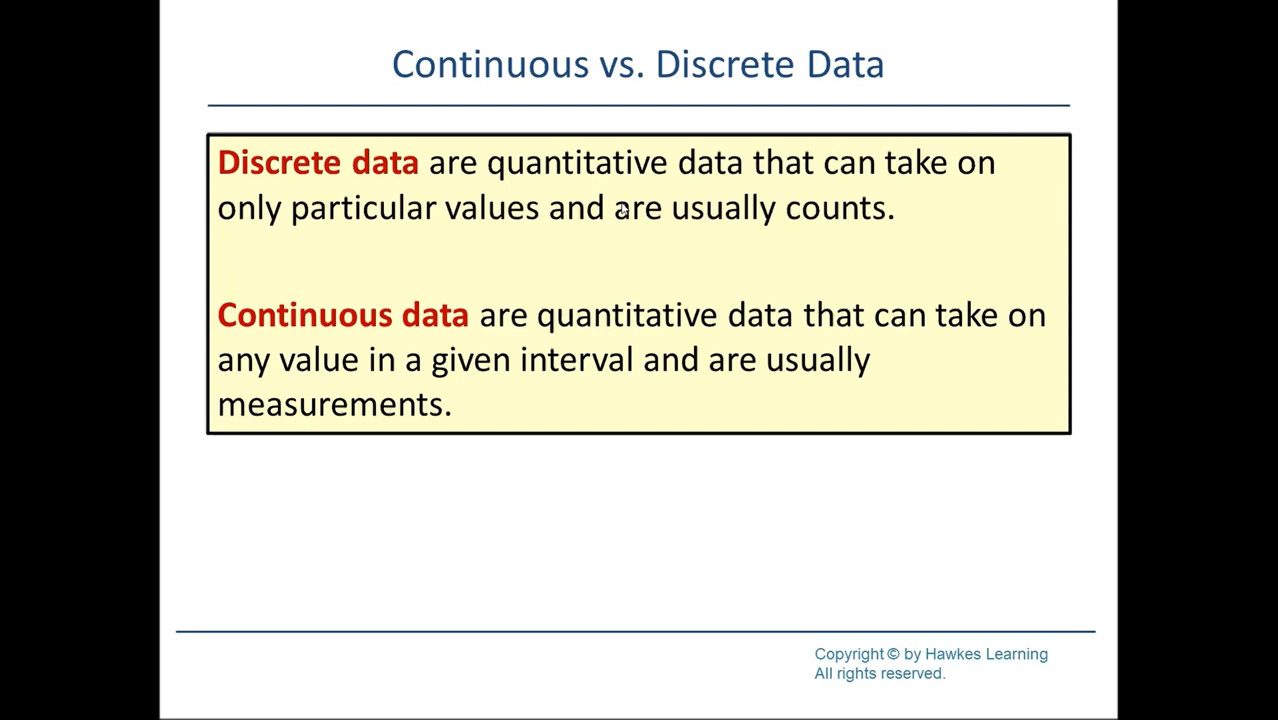 Continuous vs. Discrete Data
Discrete data are quantitative data that can take on
only particular values and are usually counts.
Continuous data are quantitative data that can take on
any value in a given interval and are usually
measurements.
Copyright © by Hawkes Learning
All rights reserved.